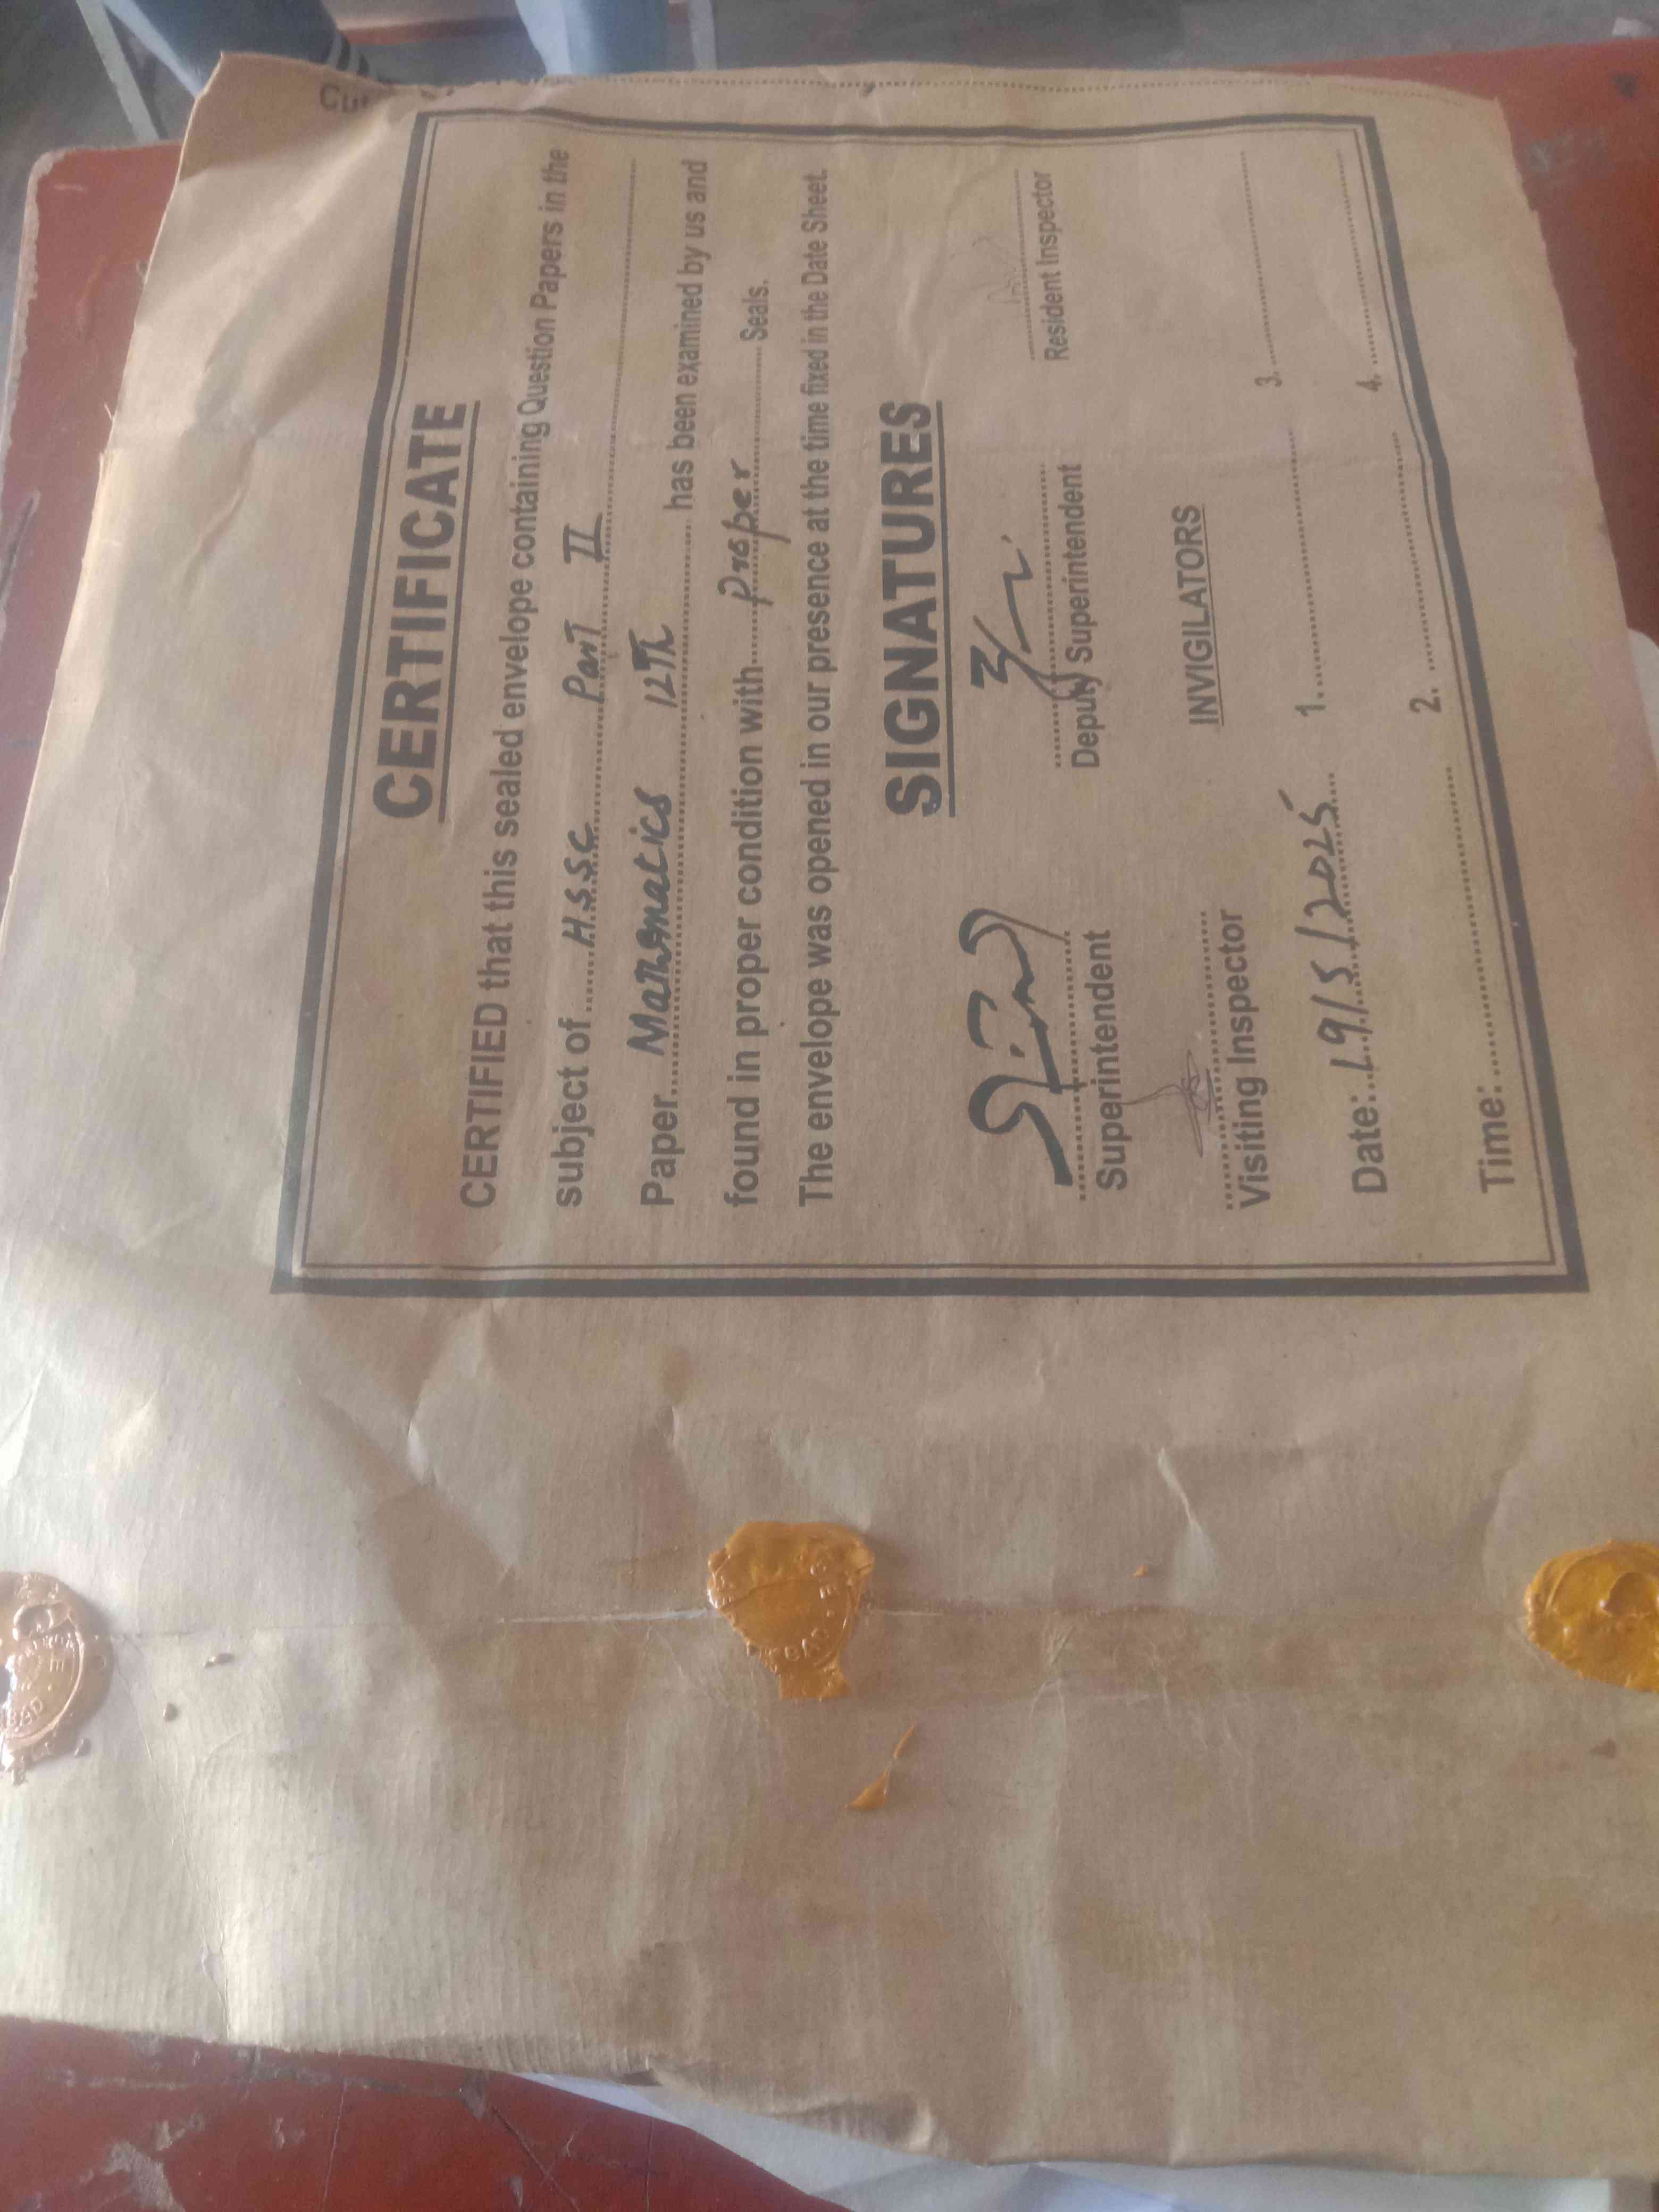 Cut
CERTIFICATE
CERTIFIED that this sealed envelope containing Question Papers in the
subject of ......H.S.S.C Part II
Paper.... Mathematics 12Th has been examined by us and
found in proper condition with.......Proper....... Seals.
The envelope was opened in our presence at the time fixed in the Date Sheet.
SIGNATURES
Superintendent Deputy Superintendent Resident Inspector
Visiting Inspector INVIGILATORS
Date:..19/5/2025.... 1. 3.
2. 4.
Time: